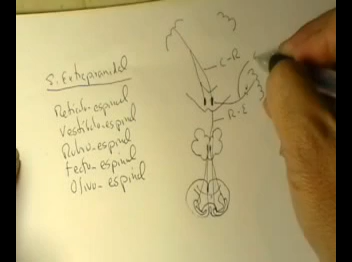 S. Extrapiramidal
Retículo-espinal
Vestíbulo-espinal
Rubro-espinal
Tecto-espinal
Olivo-espinal
C-R
R-E